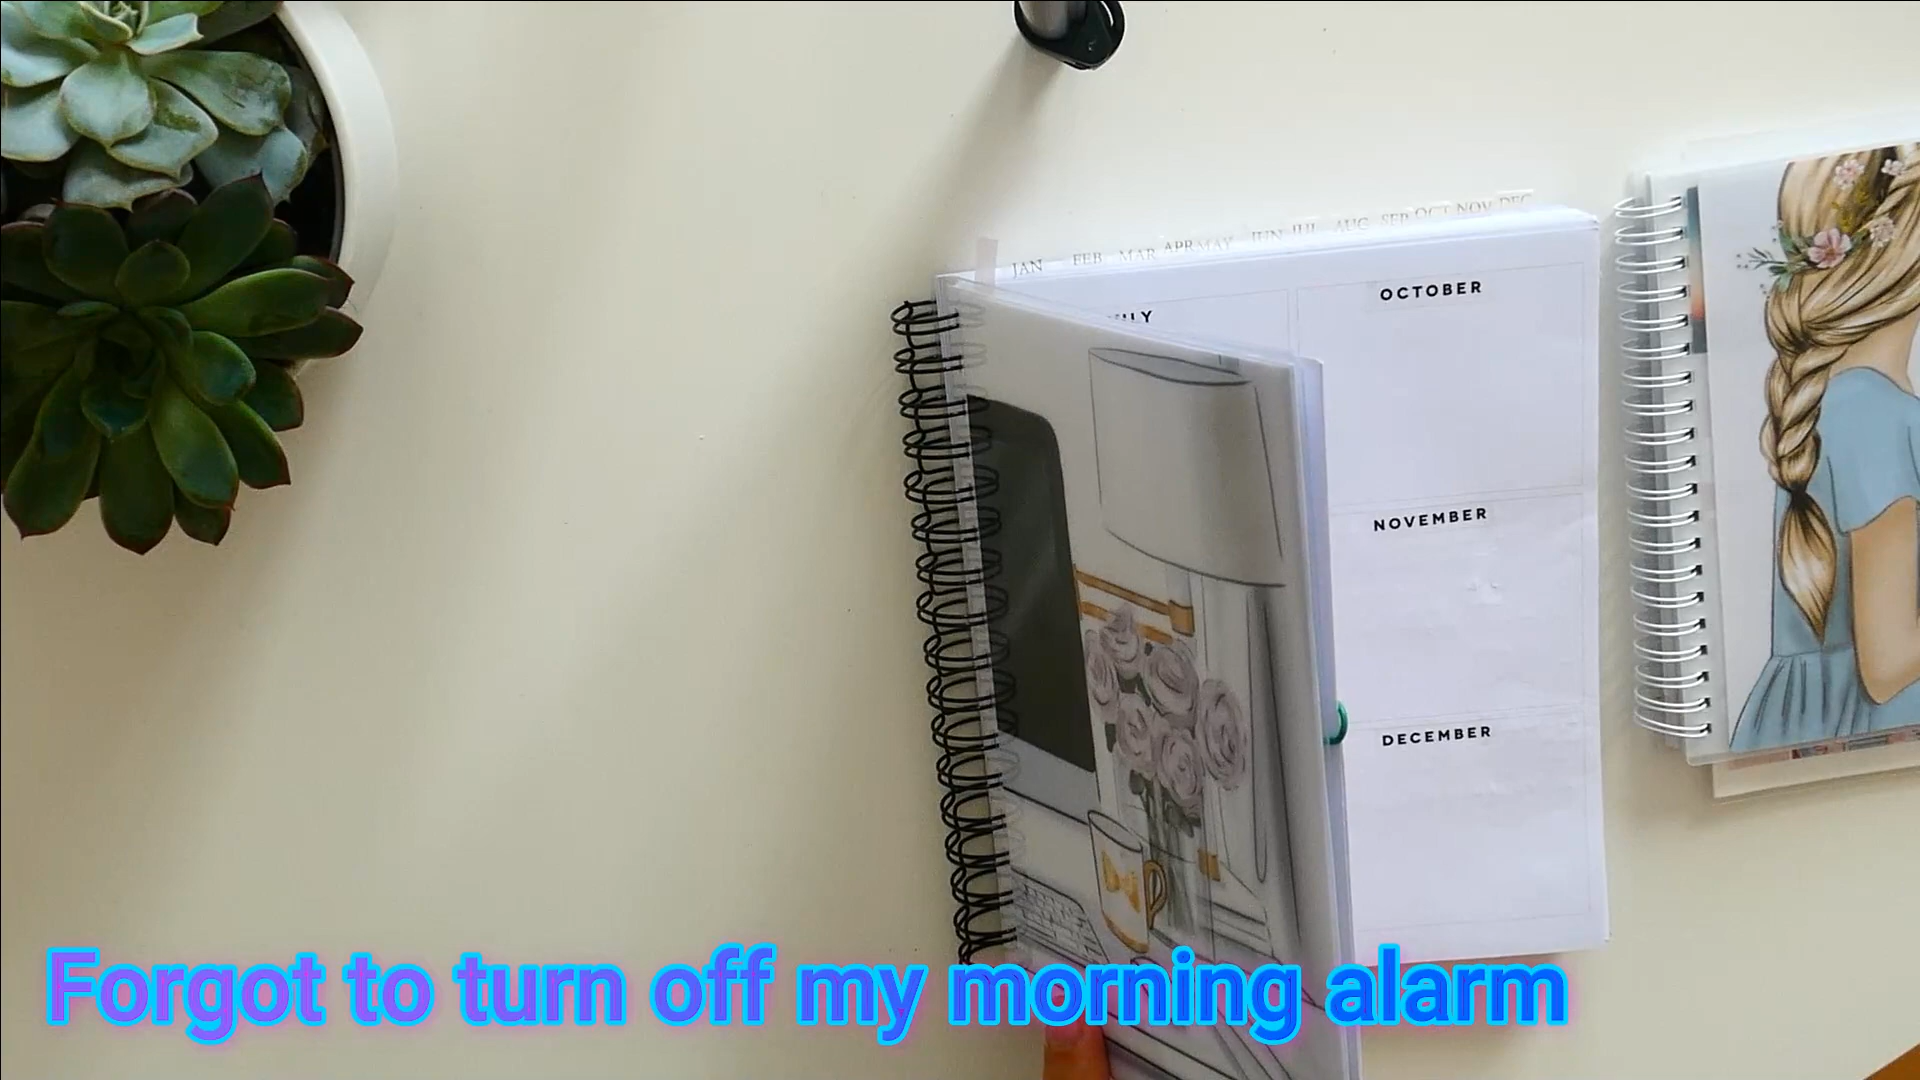 JAN FEB MAR APR MAY JUN JUL AUG SEP OCT NOV DEC
OCTOBER
NOVEMBER
DECEMBER
Forgot to turn off my morning alarm